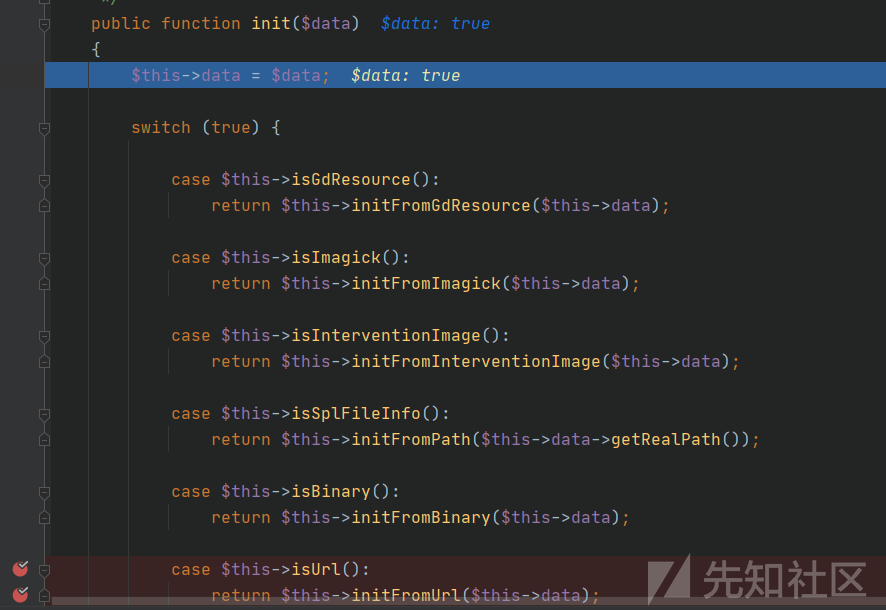 */
public function init($data)  $data: true
{
$this->data = $data;  $data: true
switch (true) {
case $this->isGdResource():
return $this->initFromGdResource($this->data);
case $this->isImagick():
return $this->initFromImagick($this->data);
case $this->isInterventionImage():
return $this->initFromInterventionImage($this->data);
case $this->isSplFileInfo():
return $this->initFromPath($this->data->getRealPath());
case $this->isBinary():
return $this->initFromBinary($this->data);
case $this->isUrl():
return $this->initFromUrl($this->data);
先知社区